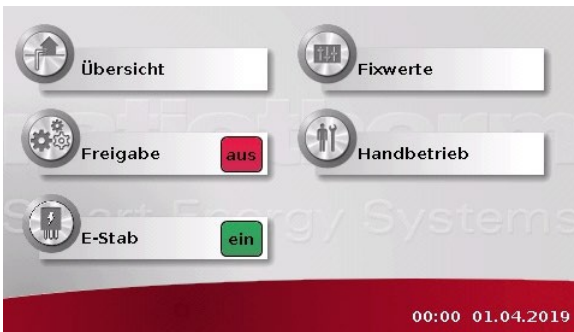 Übersicht
Fixwerte
Freigabe aus
Handbetrieb
E-Stab ein
Smart Energy Systems
00:00 01.04.2019